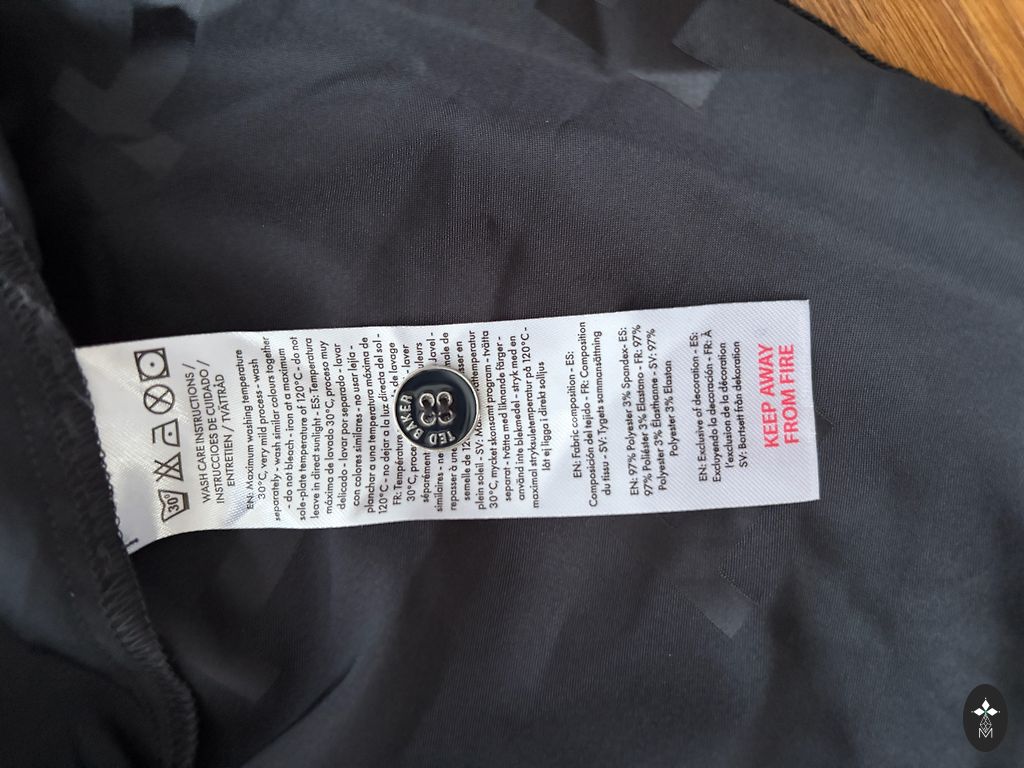 30°
WASH CARE INSTRUCTIONS /
INSTRUCCIONES DE CUIDADO /
ENTRETIEN / TVÄTTRÅD
EN: Maximum washing temperature
30°C, very mild process - wash
separately - wash similar colours together
- do not bleach - iron at a maximum
sole-plate temperature of 120°C - do not
leave in direct sunlight - ES: Temperatura
máxima de lavado 30°C, proceso muy
delicado - lavar por separado - lavar
con colores similares - no usar lejía -
planchar a una temperatura máxima de
120°C - no dejar a la luz directa del sol -
FR: Température de lavage
30°C, laver
séparément
similaires - ne
repasser à une
semelle de
plein soleil - SV:
30°C, mycket skonsamt program - tvätta
separat - tvätta med liknande färger -
använd inte blekmedel - stryk med en
maximal stryksuletemperatur på 120°C -
låt ej ligga i direkt solljus
EN: Fabric composition - ES:
Composición del tejido - FR: Composition
du tissu - SV: Tygets sammansättning
EN: 97% Polyester 3% Spandex- ES:
97% Poliéster 3% Elastano - FR: 97%
Polyester 3% Élasthane - SV: 97%
Polyester 3% Elastan
EN: Exclusive of decoration - ES:
Excluyendo la decoración - FR: À
l'exclusion de la décoration
SV: Bortsett från dekoration
KEEP AWAY
FROM FIRE
TED BAKER
M